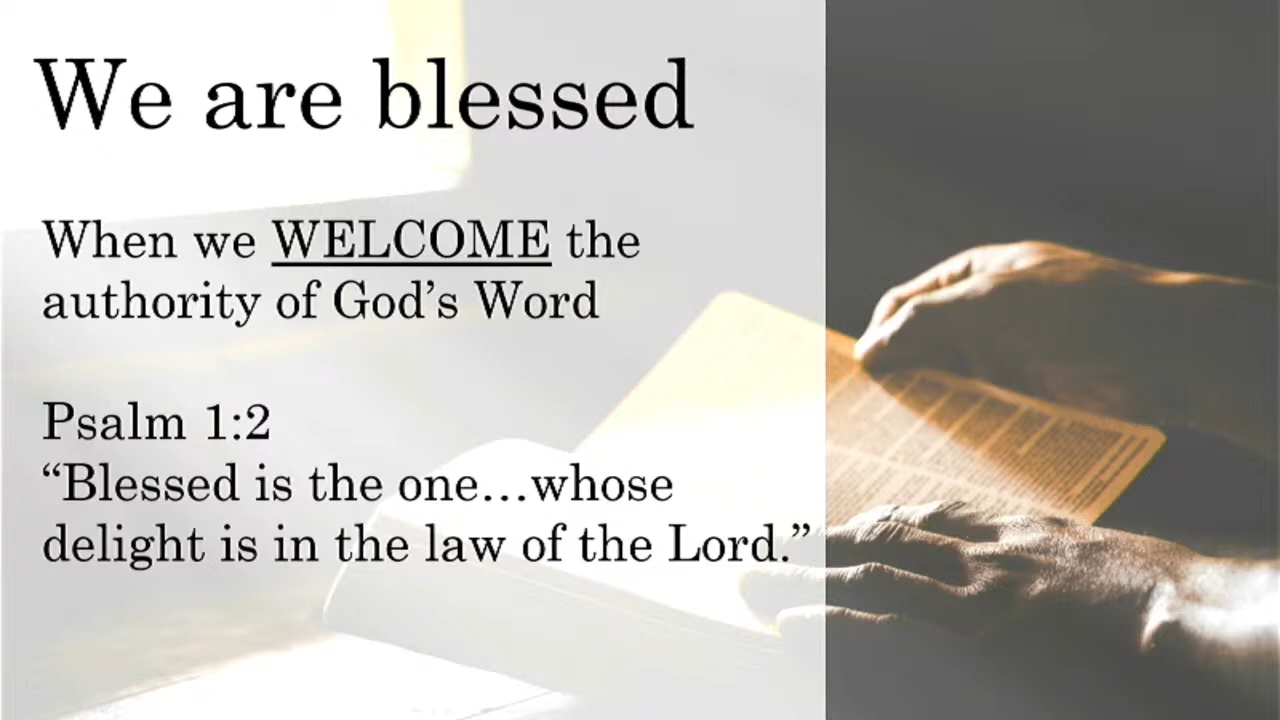 We are blessed
When we WELCOME the
authority of God’s Word
Psalm 1:2
“Blessed is the one…whose
delight is in the law of the Lord.”